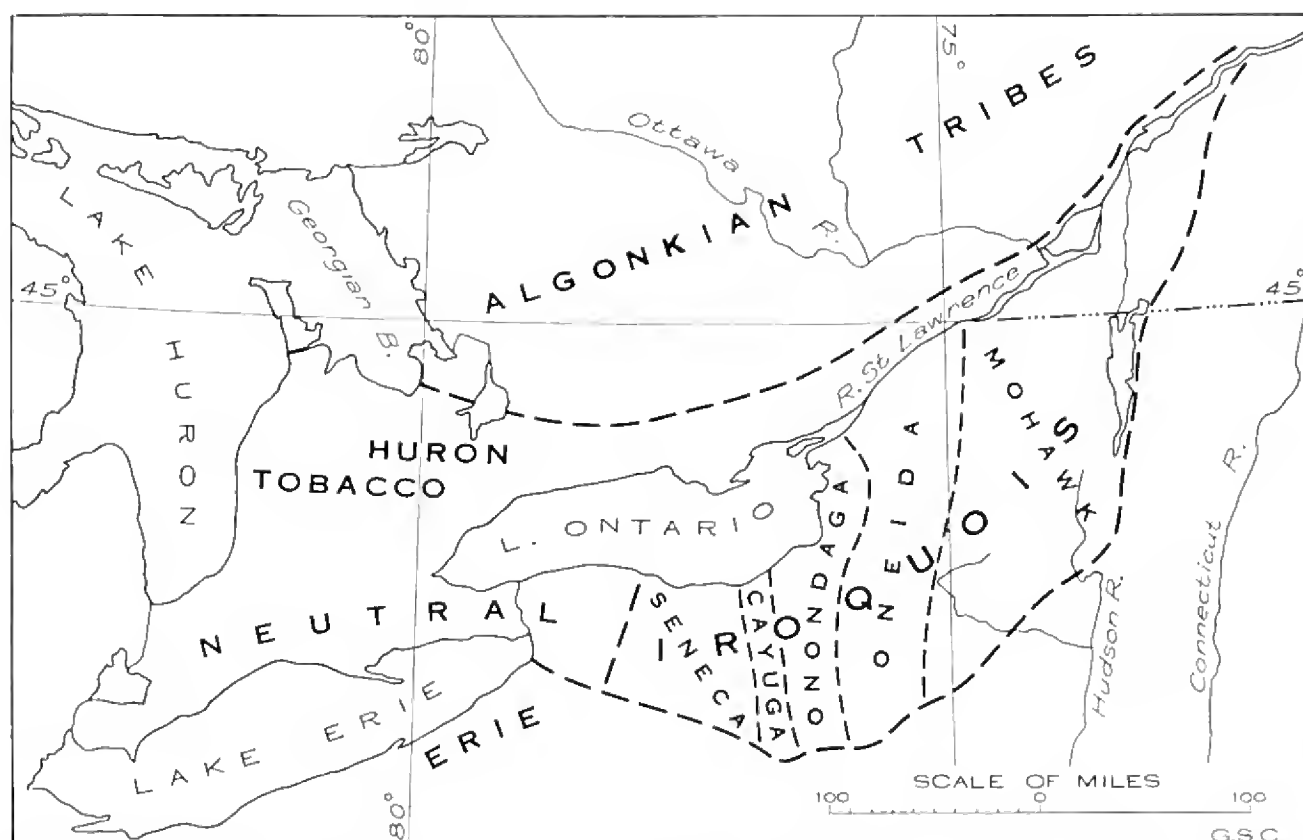 80°
75°
TRIBES
Ottawa R.
LAKE HURON
Georgian B.
ALGONKIAN
45°
45°
R. St Lawrence
MOHAWK
HURON
TOBACCO
L. ONTARIO
ONEIDA
ONONDAGA
CAYUGA
SENECA
IROQUOIS
NEUTRAL
ERIE
LAKE ERIE
Hudson R.
Connecticut R.
80°
SCALE OF MILES
100 0 100
G.S.C.